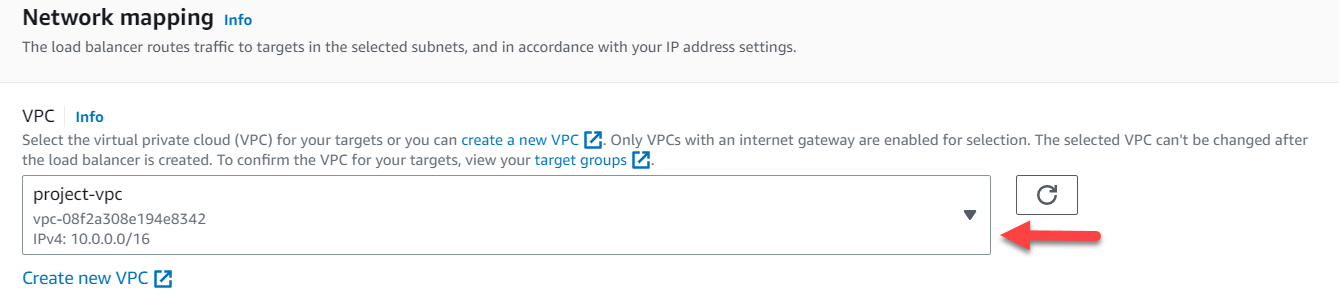 Network mapping Info
The load balancer routes traffic to targets in the selected subnets, and in accordance with your IP address settings.
VPC Info
Select the virtual private cloud (VPC) for your targets or you can create a new VPC. Only VPCs with an internet gateway are enabled for selection. The selected VPC can't be changed after
the load balancer is created. To confirm the VPC for your targets, view your target groups.
project-vpc
vpc-08f2a308e194e8342
IPv4: 10.0.0.0/16
Create new VPC